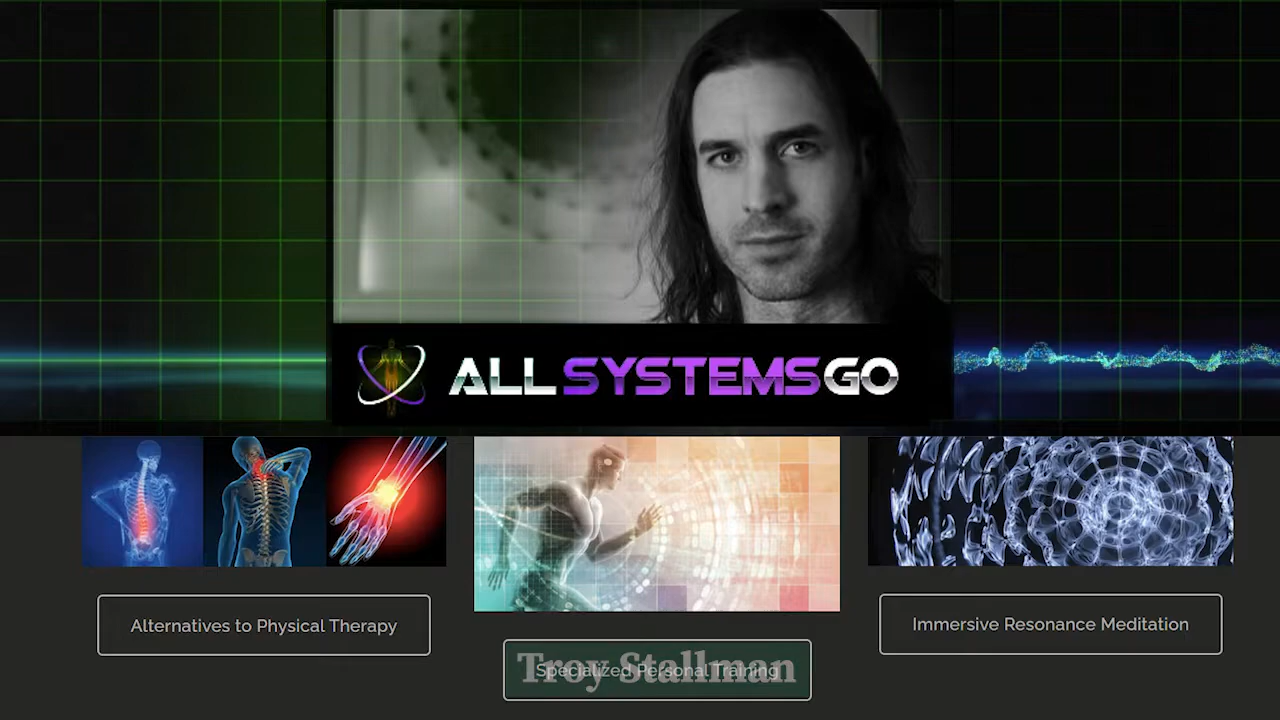 ALL SYSTEMS GO
Alternatives to Physical Therapy
Immersive Resonance Meditation
Specialized Personal Training
Troy Stallman